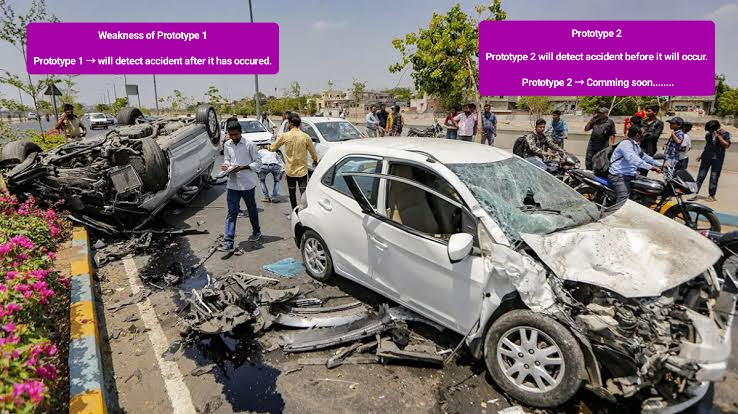 Weakness of Prototype 1
Prototype 1 → will detect accident after it has occured.
Prototype 2
Prototype 2 will detect accident before it will occur.
Prototype 2 → Comming soon........